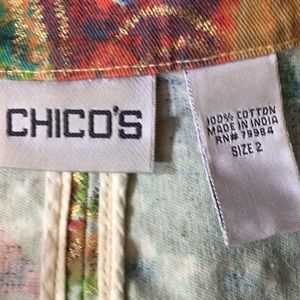 CHICO'S
100% COTTON
MADE IN INDIA
RN# 79984
SIZE 2